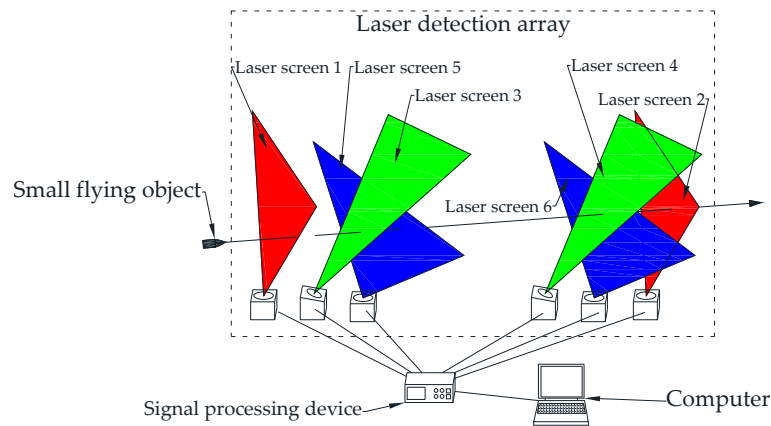 Laser detection array
Laser screen 1
Laser screen 5
Laser screen 3
Laser screen 4
Laser screen 2
Small flying object
Laser screen 6
Signal processing device
Computer